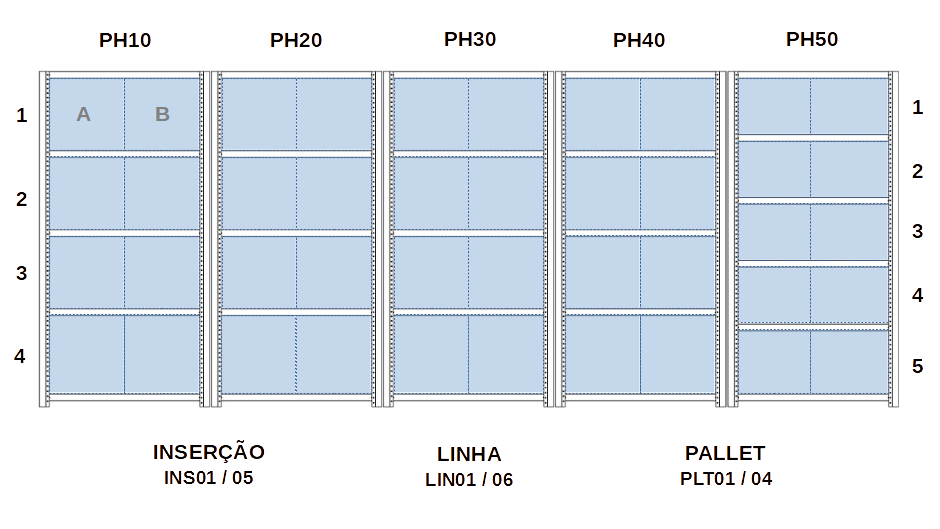 PH10 PH20 PH30 PH40 PH50
1 A B 1
2 2
3 3
4 4
5
INSERÇÃO LINHA PALLET
INS01 / 05 LIN01 / 06 PLT01 / 04